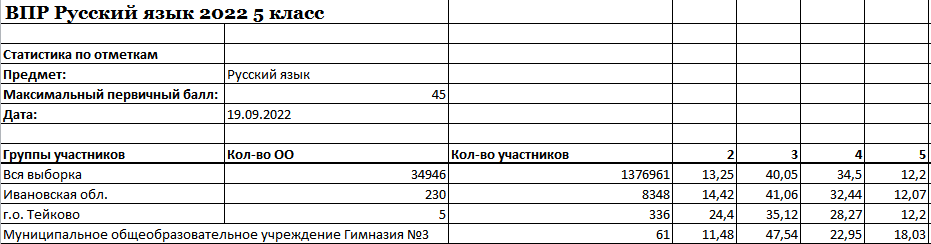 ВПР Русский язык 2022 5 класс
Статистика по отметкам
Предмет: Русский язык
Максимальный первичный балл: 45
Дата: 19.09.2022
Группы участников Кол-во ОО Кол-во участников 2 3 4 5
Вся выборка 34946 1376961 13,25 40,05 34,5 12,2
Ивановская обл. 230 8348 14,42 41,06 32,44 12,07
г.о. Тейково 5 336 24,4 35,12 28,27 12,2
Муниципальное общеобразовательное учреждение Гимназия №3 61 11,48 47,54 22,95 18,03